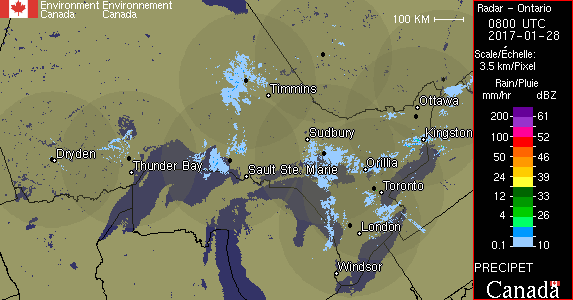 Environment Environnement
Canada Canada
100 KM
Timmins
Ottawa
Sudbury
Kingston
Dryden
Thunder Bay
Sault Ste. Marie
Orillia
Toronto
London
Windsor
Radar - Ontario
0800 UTC
2017-01-28
Scale/Échelle:
3.5 km/Pixel
Rain/Pluie
mm/hr dBZ
200 61
100 52
50 46
24 39
12 33
4 26
0.1 10
PRECIPET
Canada